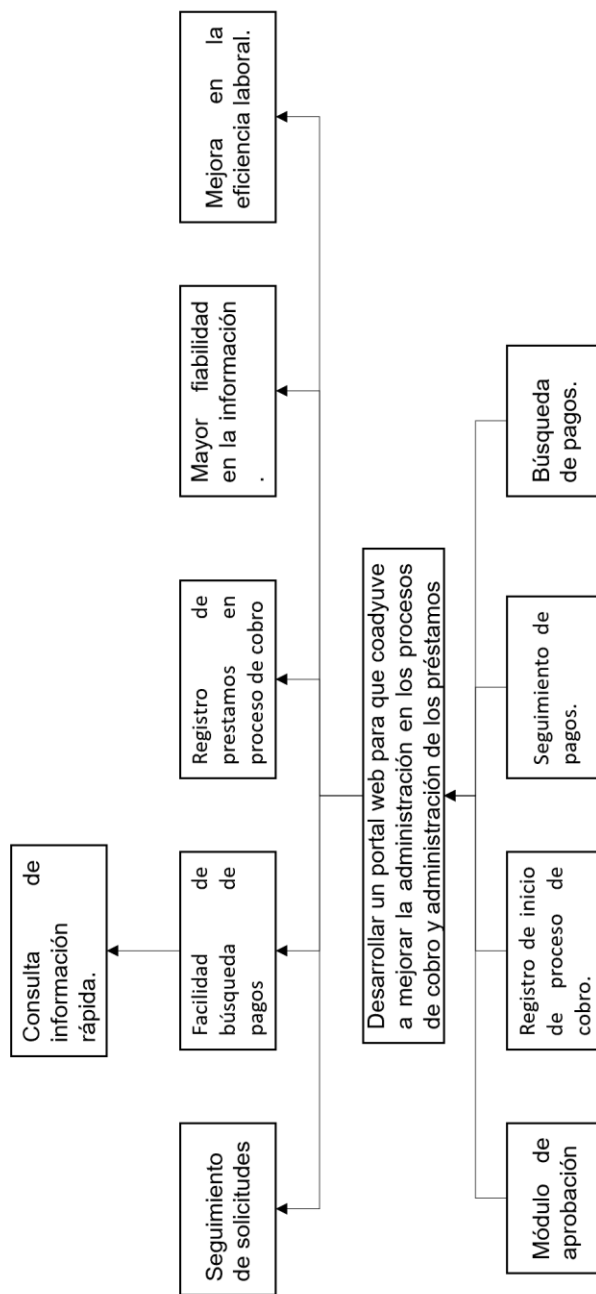 Consulta de
información
rápida.
Seguimiento
de solicitudes
Facilidad de
búsqueda de
pagos
Registro de
prestamos en
proceso de cobro
Mayor fiabilidad
en la información
.
Mejora en la
eficiencia laboral.
Desarrollar un portal web para que coadyuve
a mejorar la administración en los procesos
de cobro y administración de los préstamos
Módulo de
aprobación
Registro de inicio
de proceso de
cobro.
Seguimiento de
pagos.
Búsqueda
de pagos.